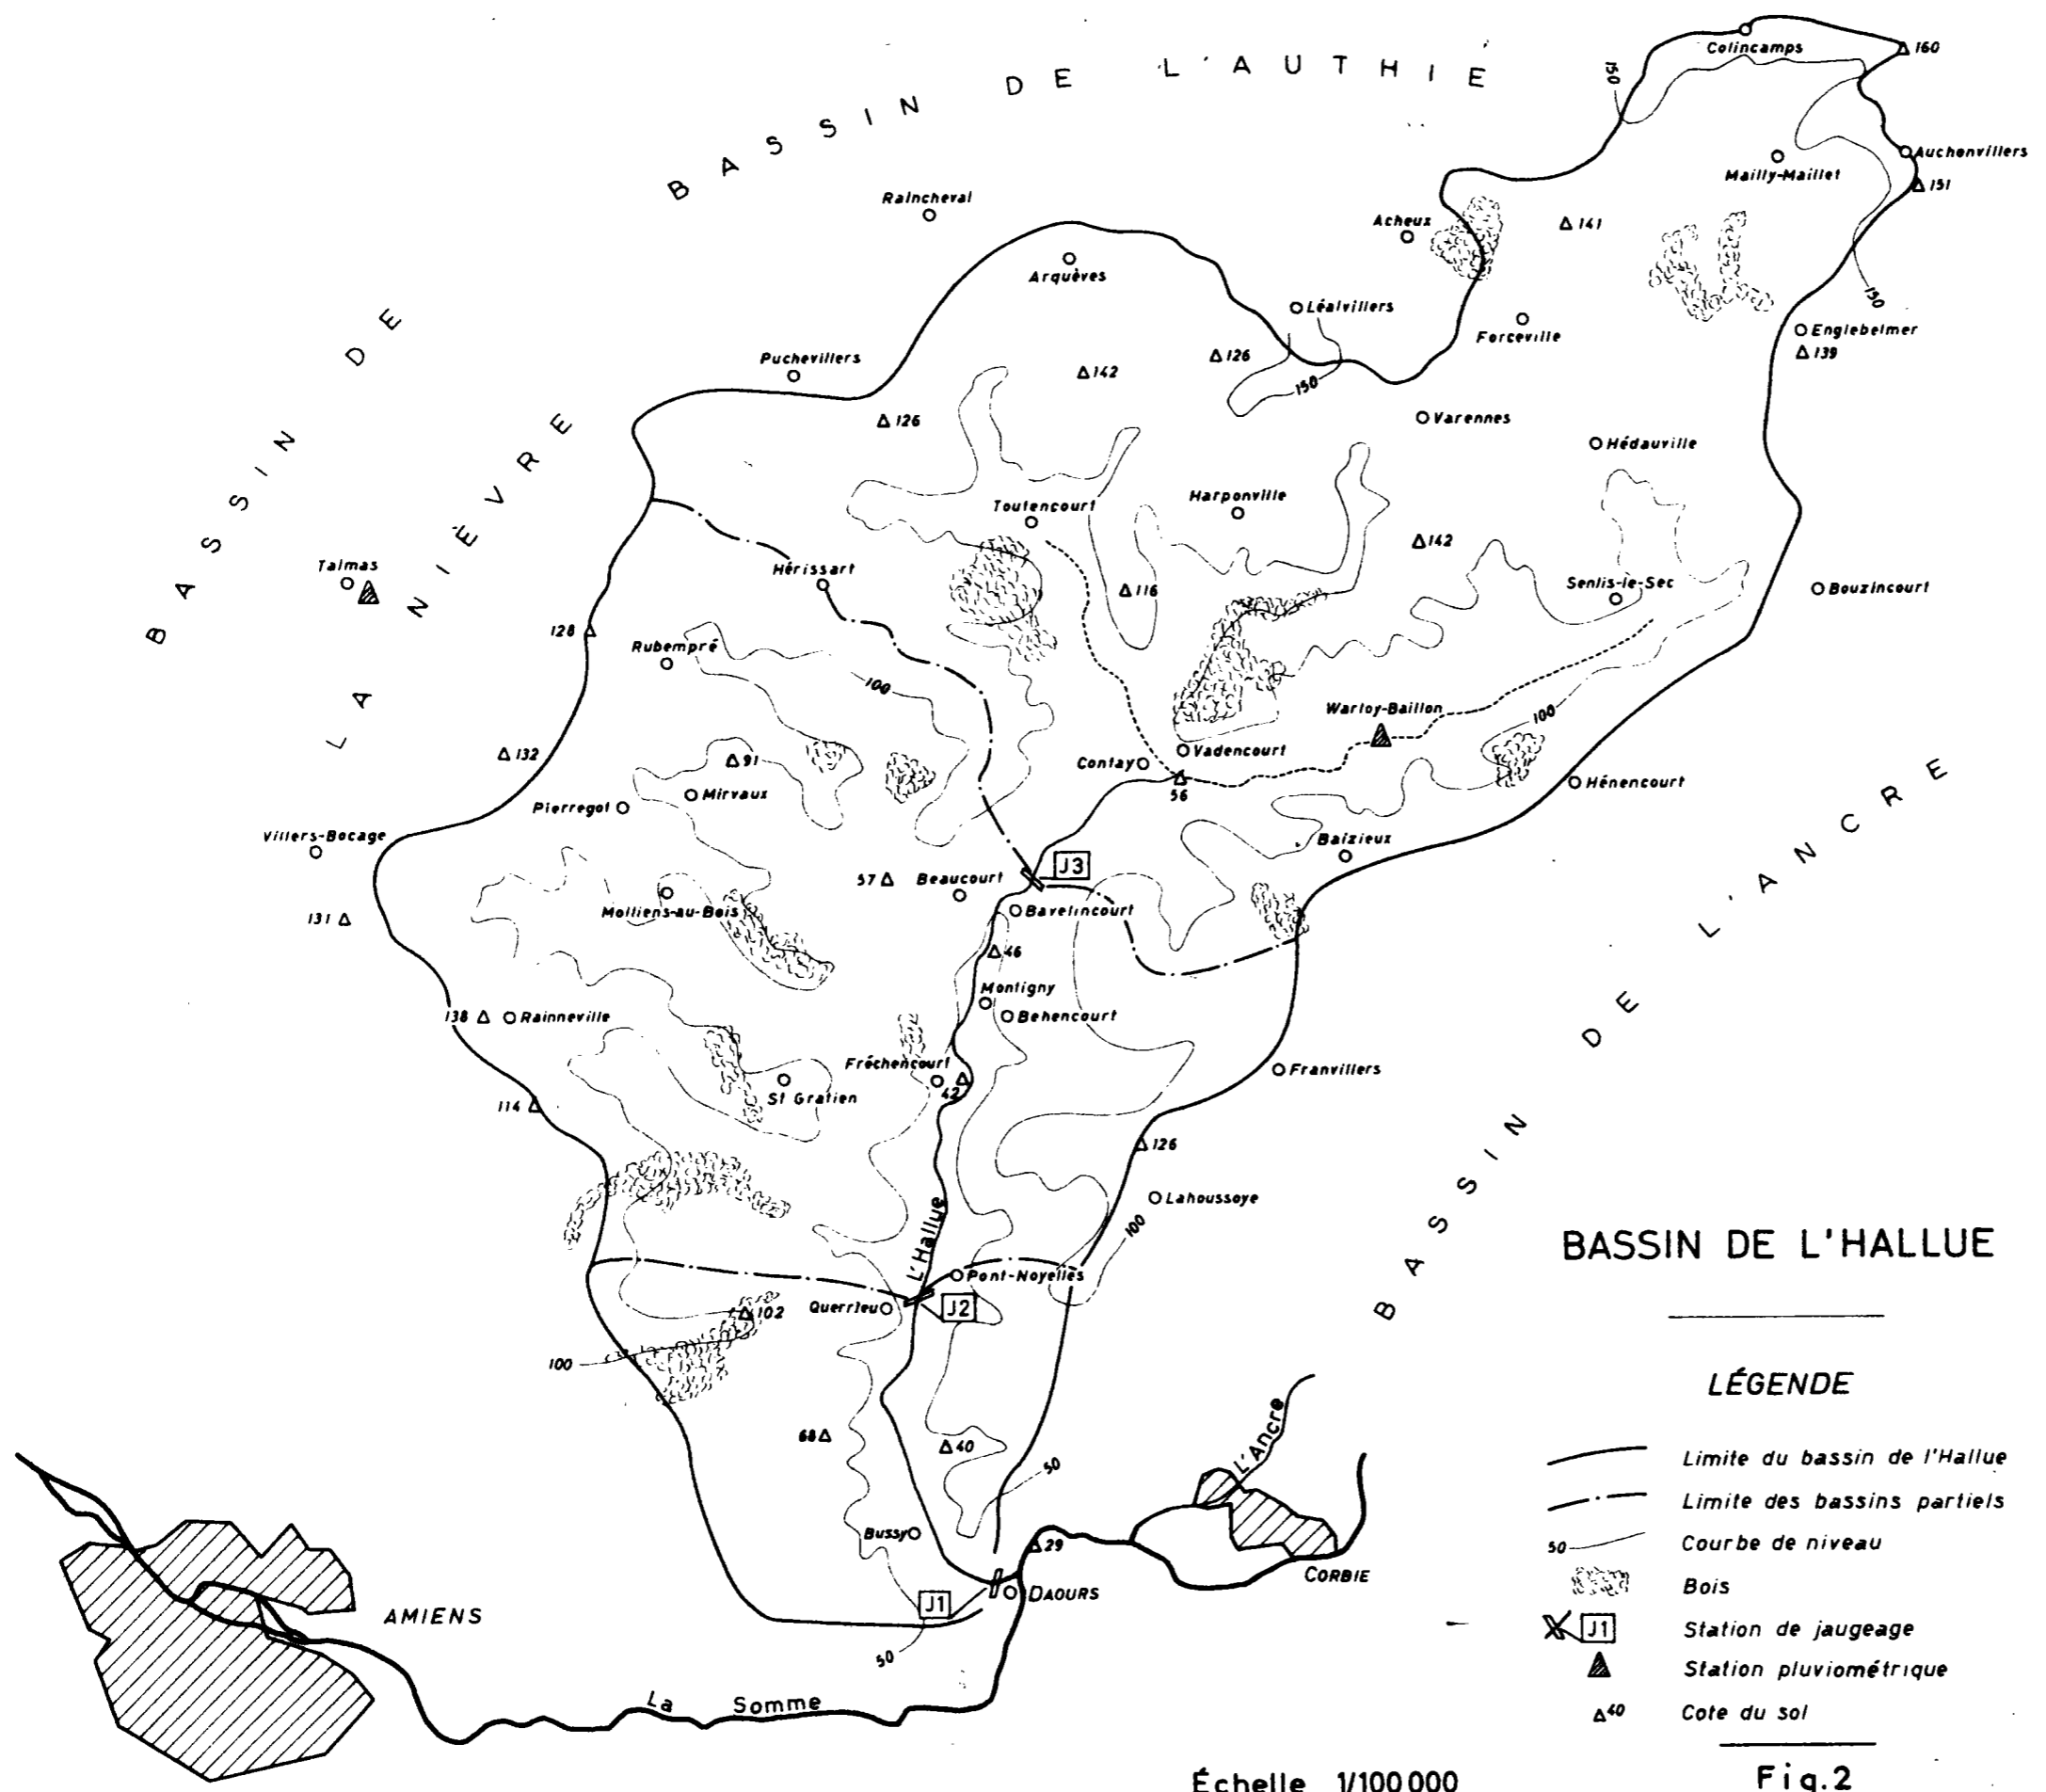 BASSIN DE L'AUTHIE
BASSIN DE
LA NIÈVRE
BASSIN DE L'ANCRE
Colincamps
160
150
Auchonvillers
151
Mailly-Maillet
Raincheval
Acheux
141
Arquèves
150
Léalvillers
Forceville
Englebelmer
139
Puchevillers
126
142
150
126
Varennes
Hédauville
Toutencourt
Harponville
142
Talmas
Hérissart
116
Senlis-le-Sec
Bouzincourt
128
Rubempré
100
Warloy-Baillon
100
132
91
Contay
Vadencourt
56
Hénencourt
Pierregot
Mirvaux
Villers-Bocage
Baizieux
J3
57
Beaucourt
Molliens-au-Bois
Bavelincourt
131
46
Montigny
138
Rainneville
Behencourt
Fréchencourt
42
St Gratien
Franvillers
114
126
Lahoussoye
100
L'Hallue
Pont-Noyelles
Querrieu
J2
102
100
68
40
50
L'Ancre
Bussy
29
CORBIE
J1
DAOURS
AMIENS
50
La Somme
BASSIN DE L'HALLUE
LÉGENDE
Limite du bassin de l'Hallue
Limite des bassins partiels
50 Courbe de niveau
Bois
J1 Station de jaugeage
Station pluviométrique
40 Cote du sol
Échelle 1/100 000
Fig.2